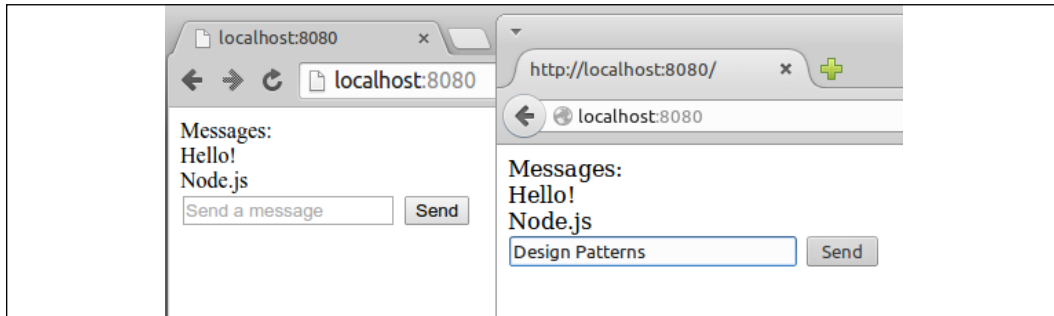 localhost:8080
localhost:8080
Messages:
Hello!
Node.js
Send a message Send
http://localhost:8080/
localhost:8080
Messages:
Hello!
Node.js
Design Patterns Send